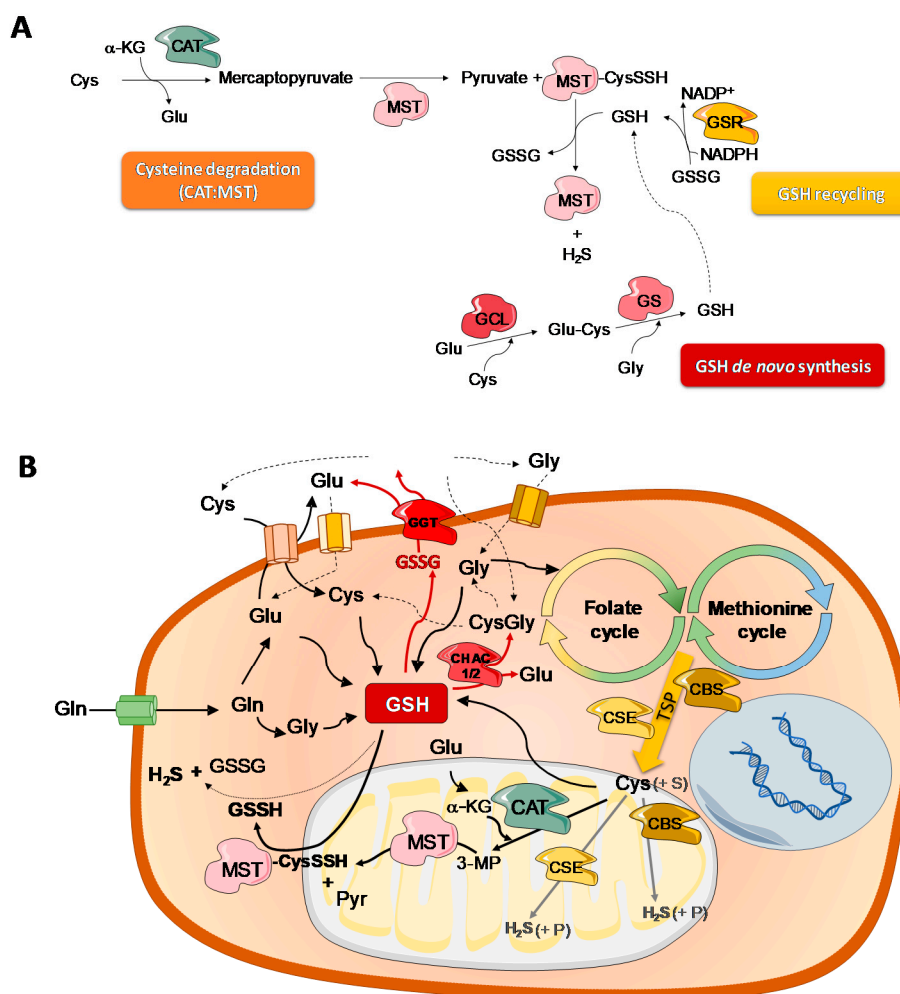 A
α-KG
CAT
Cys
Mercaptopyruvate
Pyruvate +
MST
-CysSSH
Glu
MST
NADP+
GSH
GSR
GSSG
NADPH
GSSG
Cysteine degradation
(CAT:MST)
GSH recycling
MST
+
H2S
GCL
GS
Glu
Glu-Cys
GSH
Cys
Gly
GSH de novo synthesis
B
Gly
Glu
Cys
GGT
GSSG
Gly
Glu
Cys
CysGly
Folate
cycle
Methionine
cycle
CHAC
1/2
Glu
GSH
Gln
Gln
Gly
CSE
TSP
CBS
H2S + GSSG
Glu
GSSH
α-KG
CAT
Cys (+ S)
CBS
MST
-CysSSH
MST
3-MP
CSE
+
Pyr
H2S (+ P)
H2S (+ P)